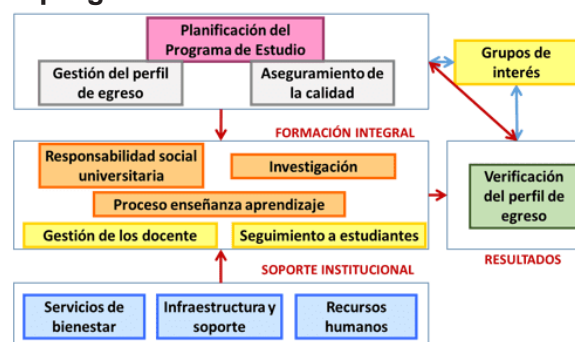 Planificación del
Programa de Estudio
Gestión del perfil
de egreso
Aseguramiento de
la calidad
Grupos de
interés
FORMACIÓN INTEGRAL
Responsabilidad social
universitaria
Investigación
Proceso enseñanza aprendizaje
Gestión de los docente
Seguimiento a estudiantes
Verificación
del perfil de
egreso
SOPORTE INSTITUCIONAL
RESULTADOS
Servicios de
bienestar
Infraestructura y
soporte
Recursos
humanos